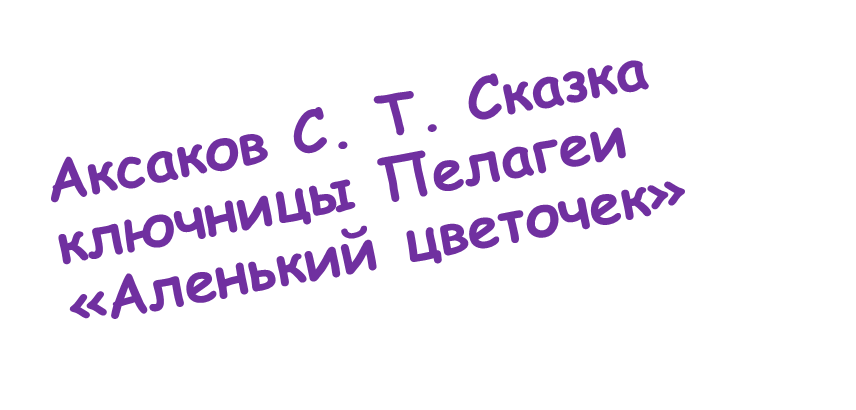 Аксаков С. Т. Сказка
ключницы Пелагеи
«Аленький цветочек»